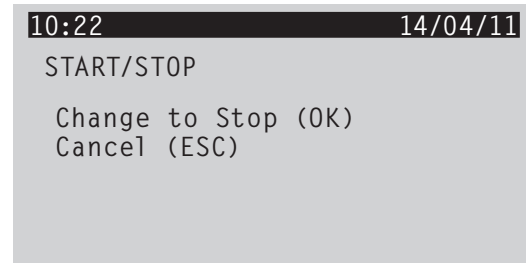 10:22 14/04/11
START/STOP
Change to Stop (OK)
Cancel (ESC)